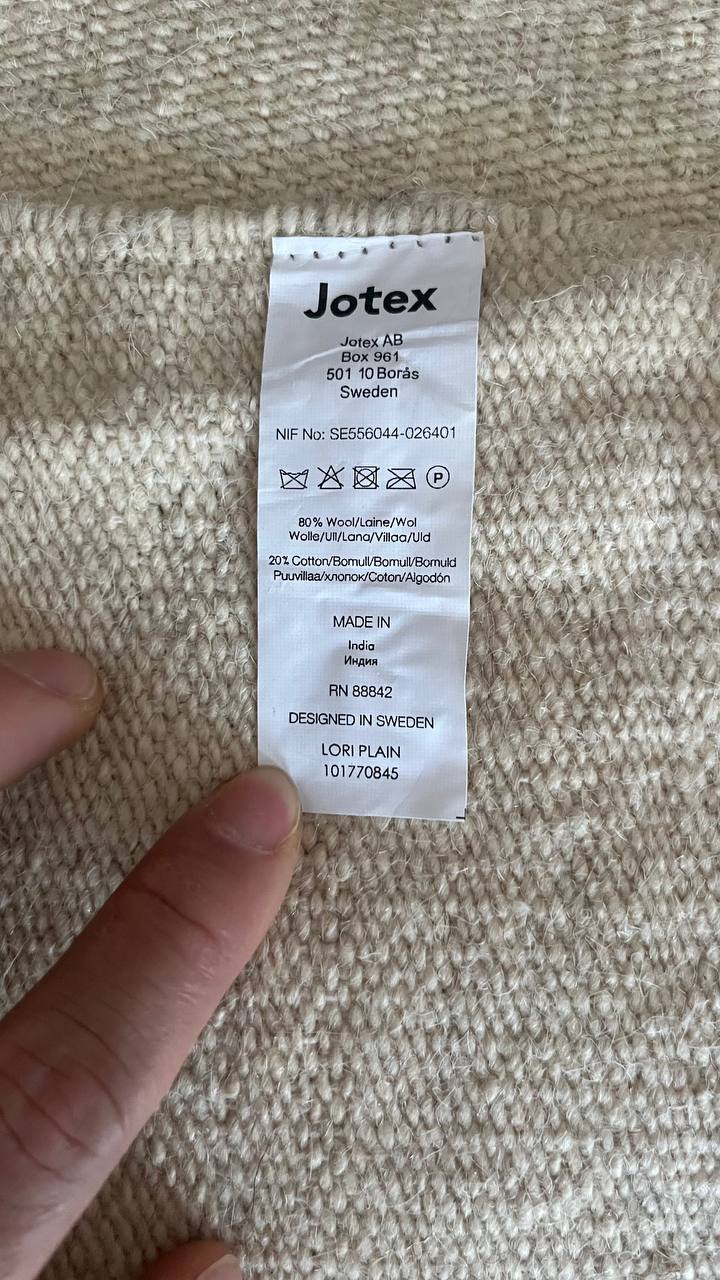 Jotex
Jotex AB
Box 961
501 10 Borås
Sweden
NIF No: SE556044-026401
P
80% Wool/Laine/Wol
Wolle/Ull/Lana/Villaa/Uld
20% Cotton/Bomull/Bomull/Bomuld
Puuvillaa/хлопок/Coton/Algodón
MADE IN
India
Индия
RN 88842
DESIGNED IN SWEDEN
LORI PLAIN
101770845